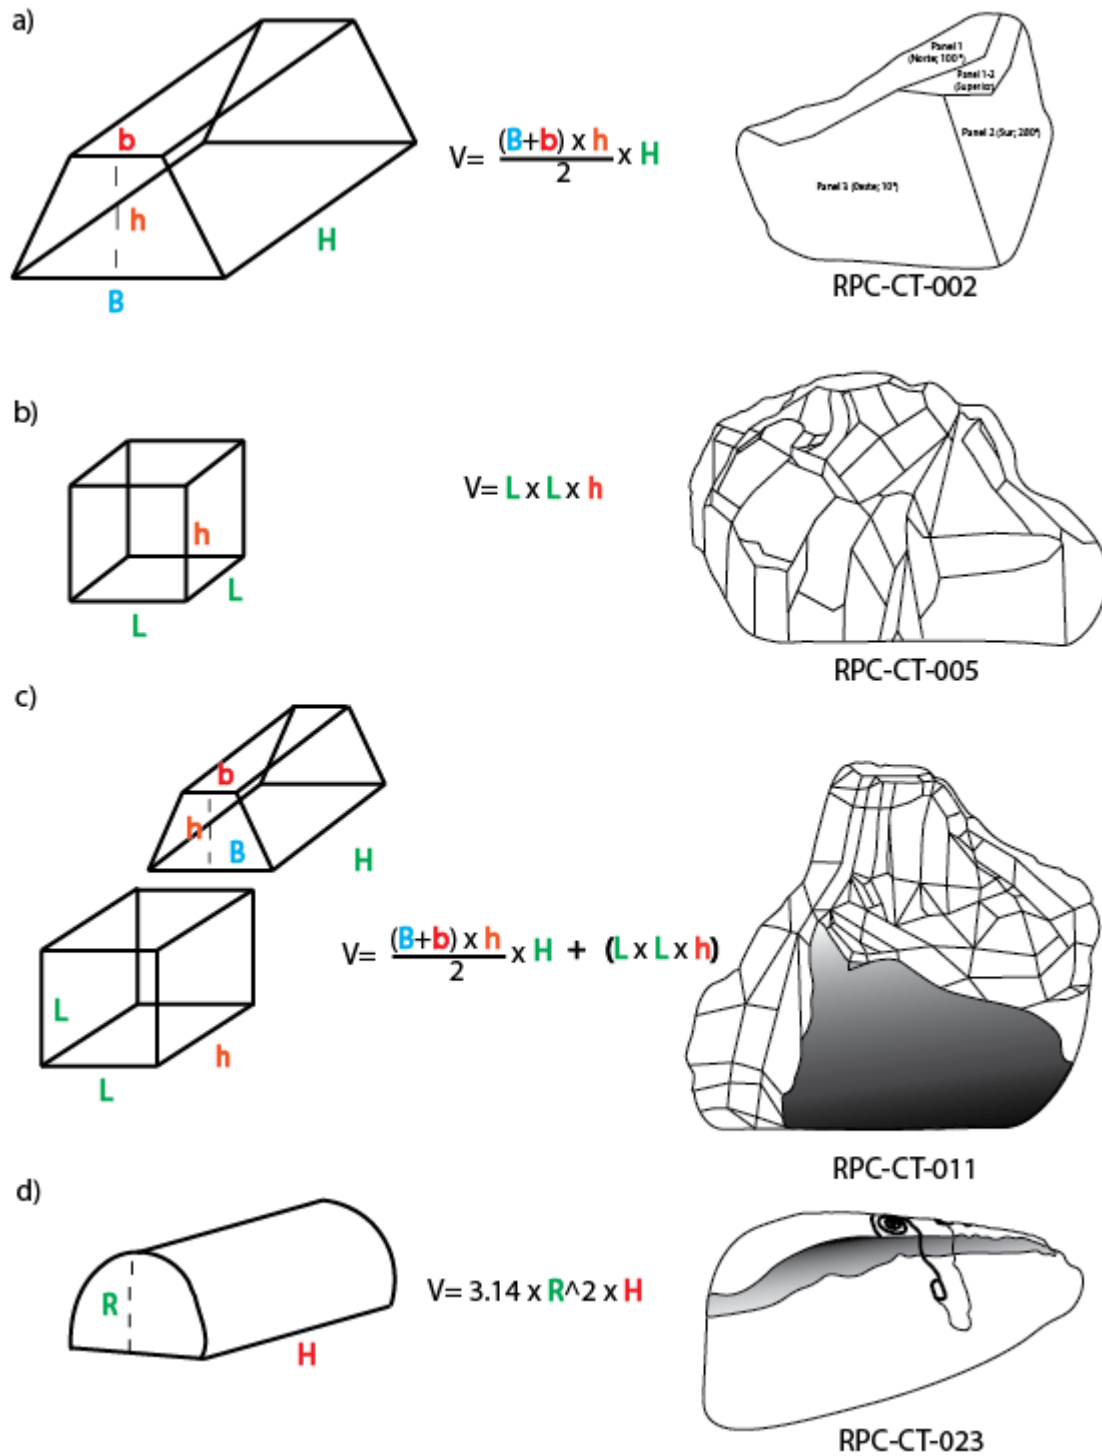 a)
b
h
H
B
V= (B+b) x h / 2 x H
Panel 1
(Norte; 100°)
Panel 1-2
(Superior)
Panel 2 (Sur; 280°)
Panel 3 (Oeste; 10°)
RPC-CT-002
b)
h
L
L
V= L x L x h
RPC-CT-005
c)
b
h
B
H
L
h
L
V= (B+b) x h / 2 x H + (L x L x h)
RPC-CT-011
d)
R
H
V= 3.14 x R^2 x H
RPC-CT-023